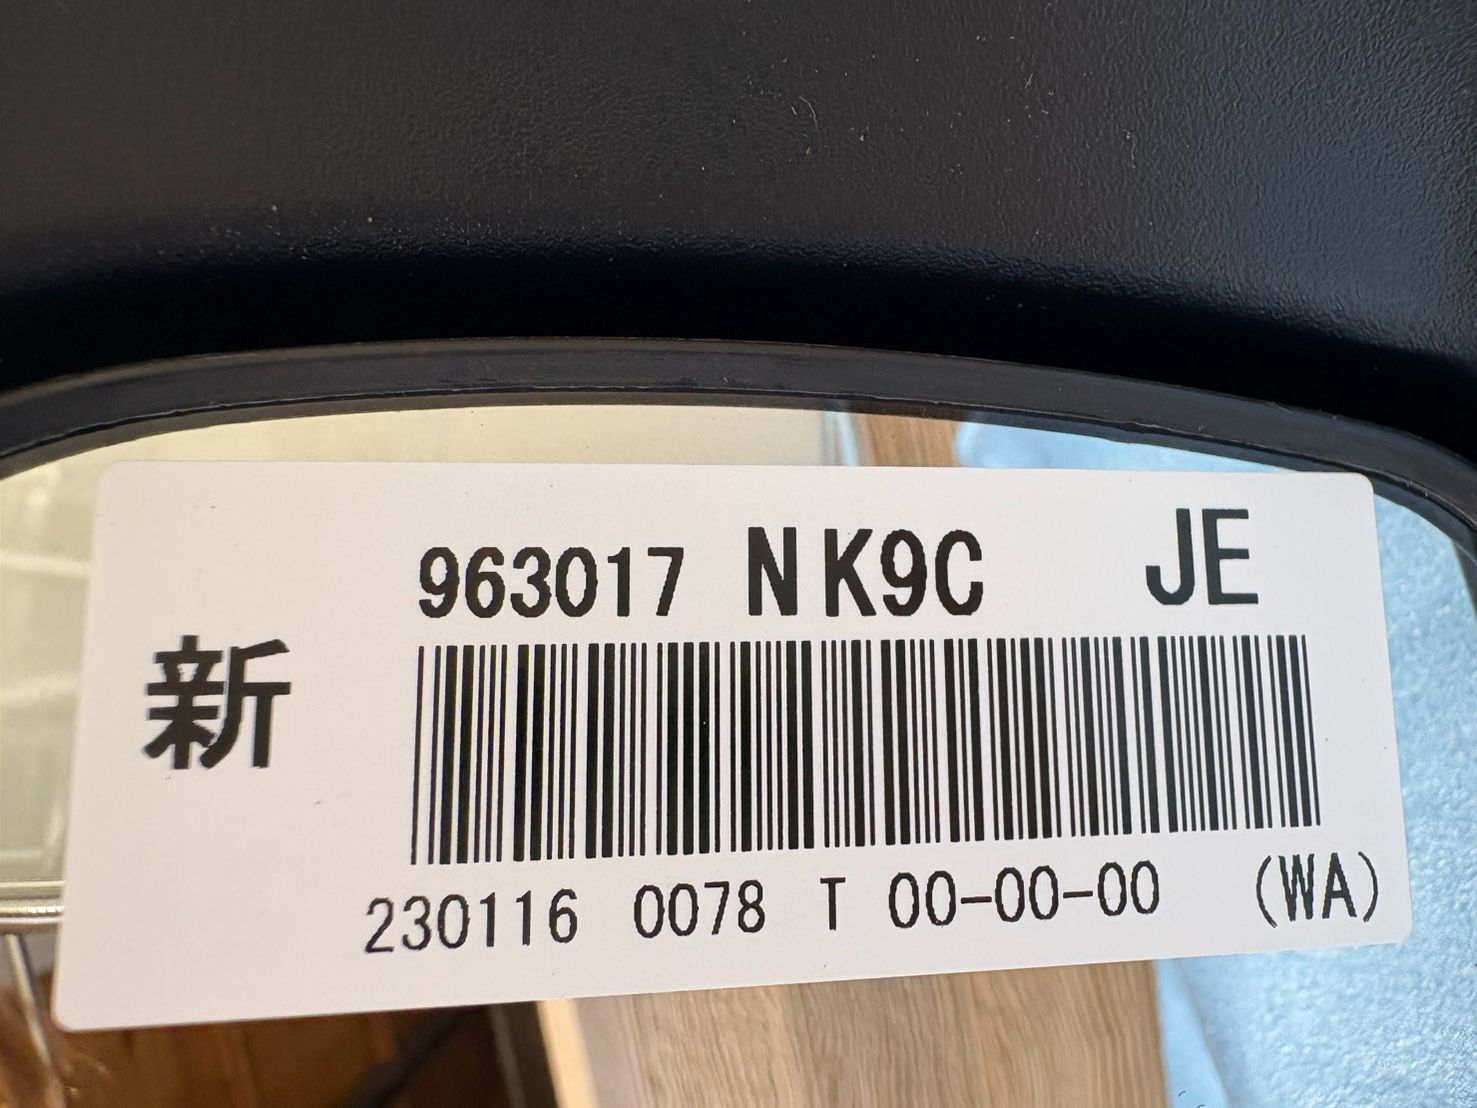 963017 NK9C JE
新
230116 0078 T 00-00-00 (WA)